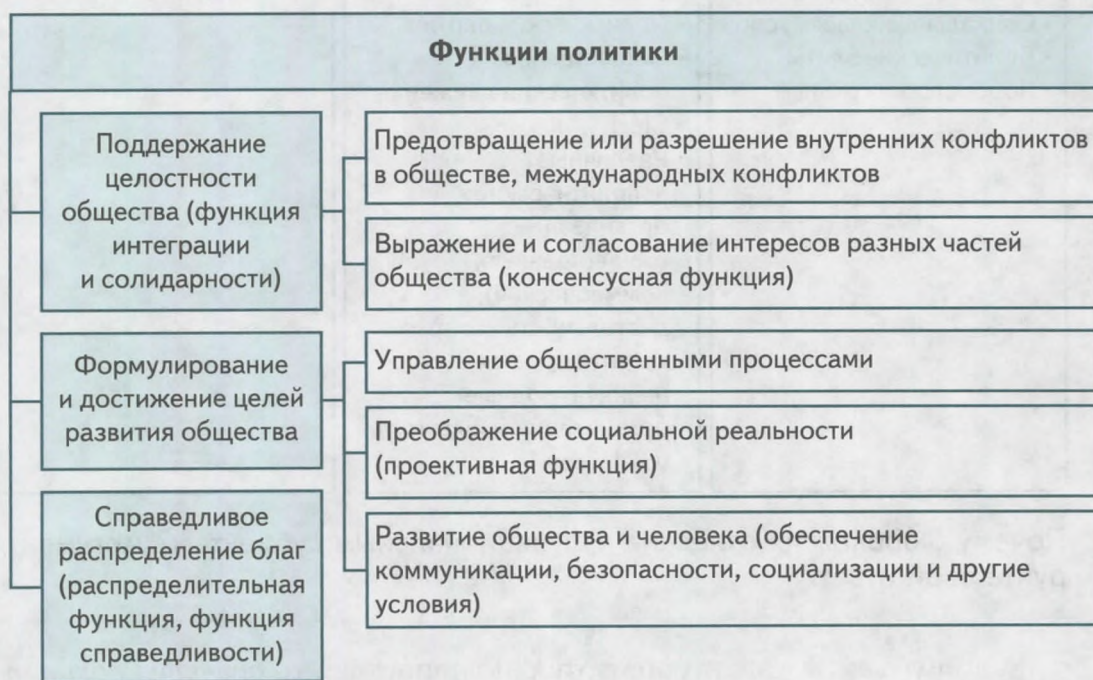 Функции политики
Поддержание
целостности
общества (функция
интеграции
и солидарности)
Предотвращение или разрешение внутренних конфликтов
в обществе, международных конфликтов
Выражение и согласование интересов разных частей
общества (консенсусная функция)
Формулирование
и достижение целей
развития общества
Управление общественными процессами
Преображение социальной реальности
(проективная функция)
Развитие общества и человека (обеспечение
коммуникации, безопасности, социализации и другие
условия)
Справедливое
распределение благ
(распределительная
функция, функция
справедливости)